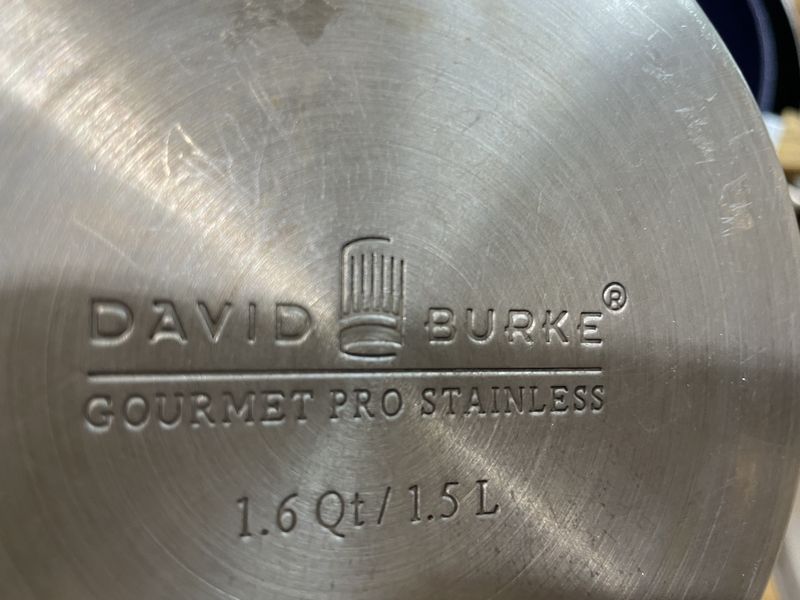 DAVID BURKE®
GOURMET PRO STAINLESS
1.6 Qt / 1.5 L